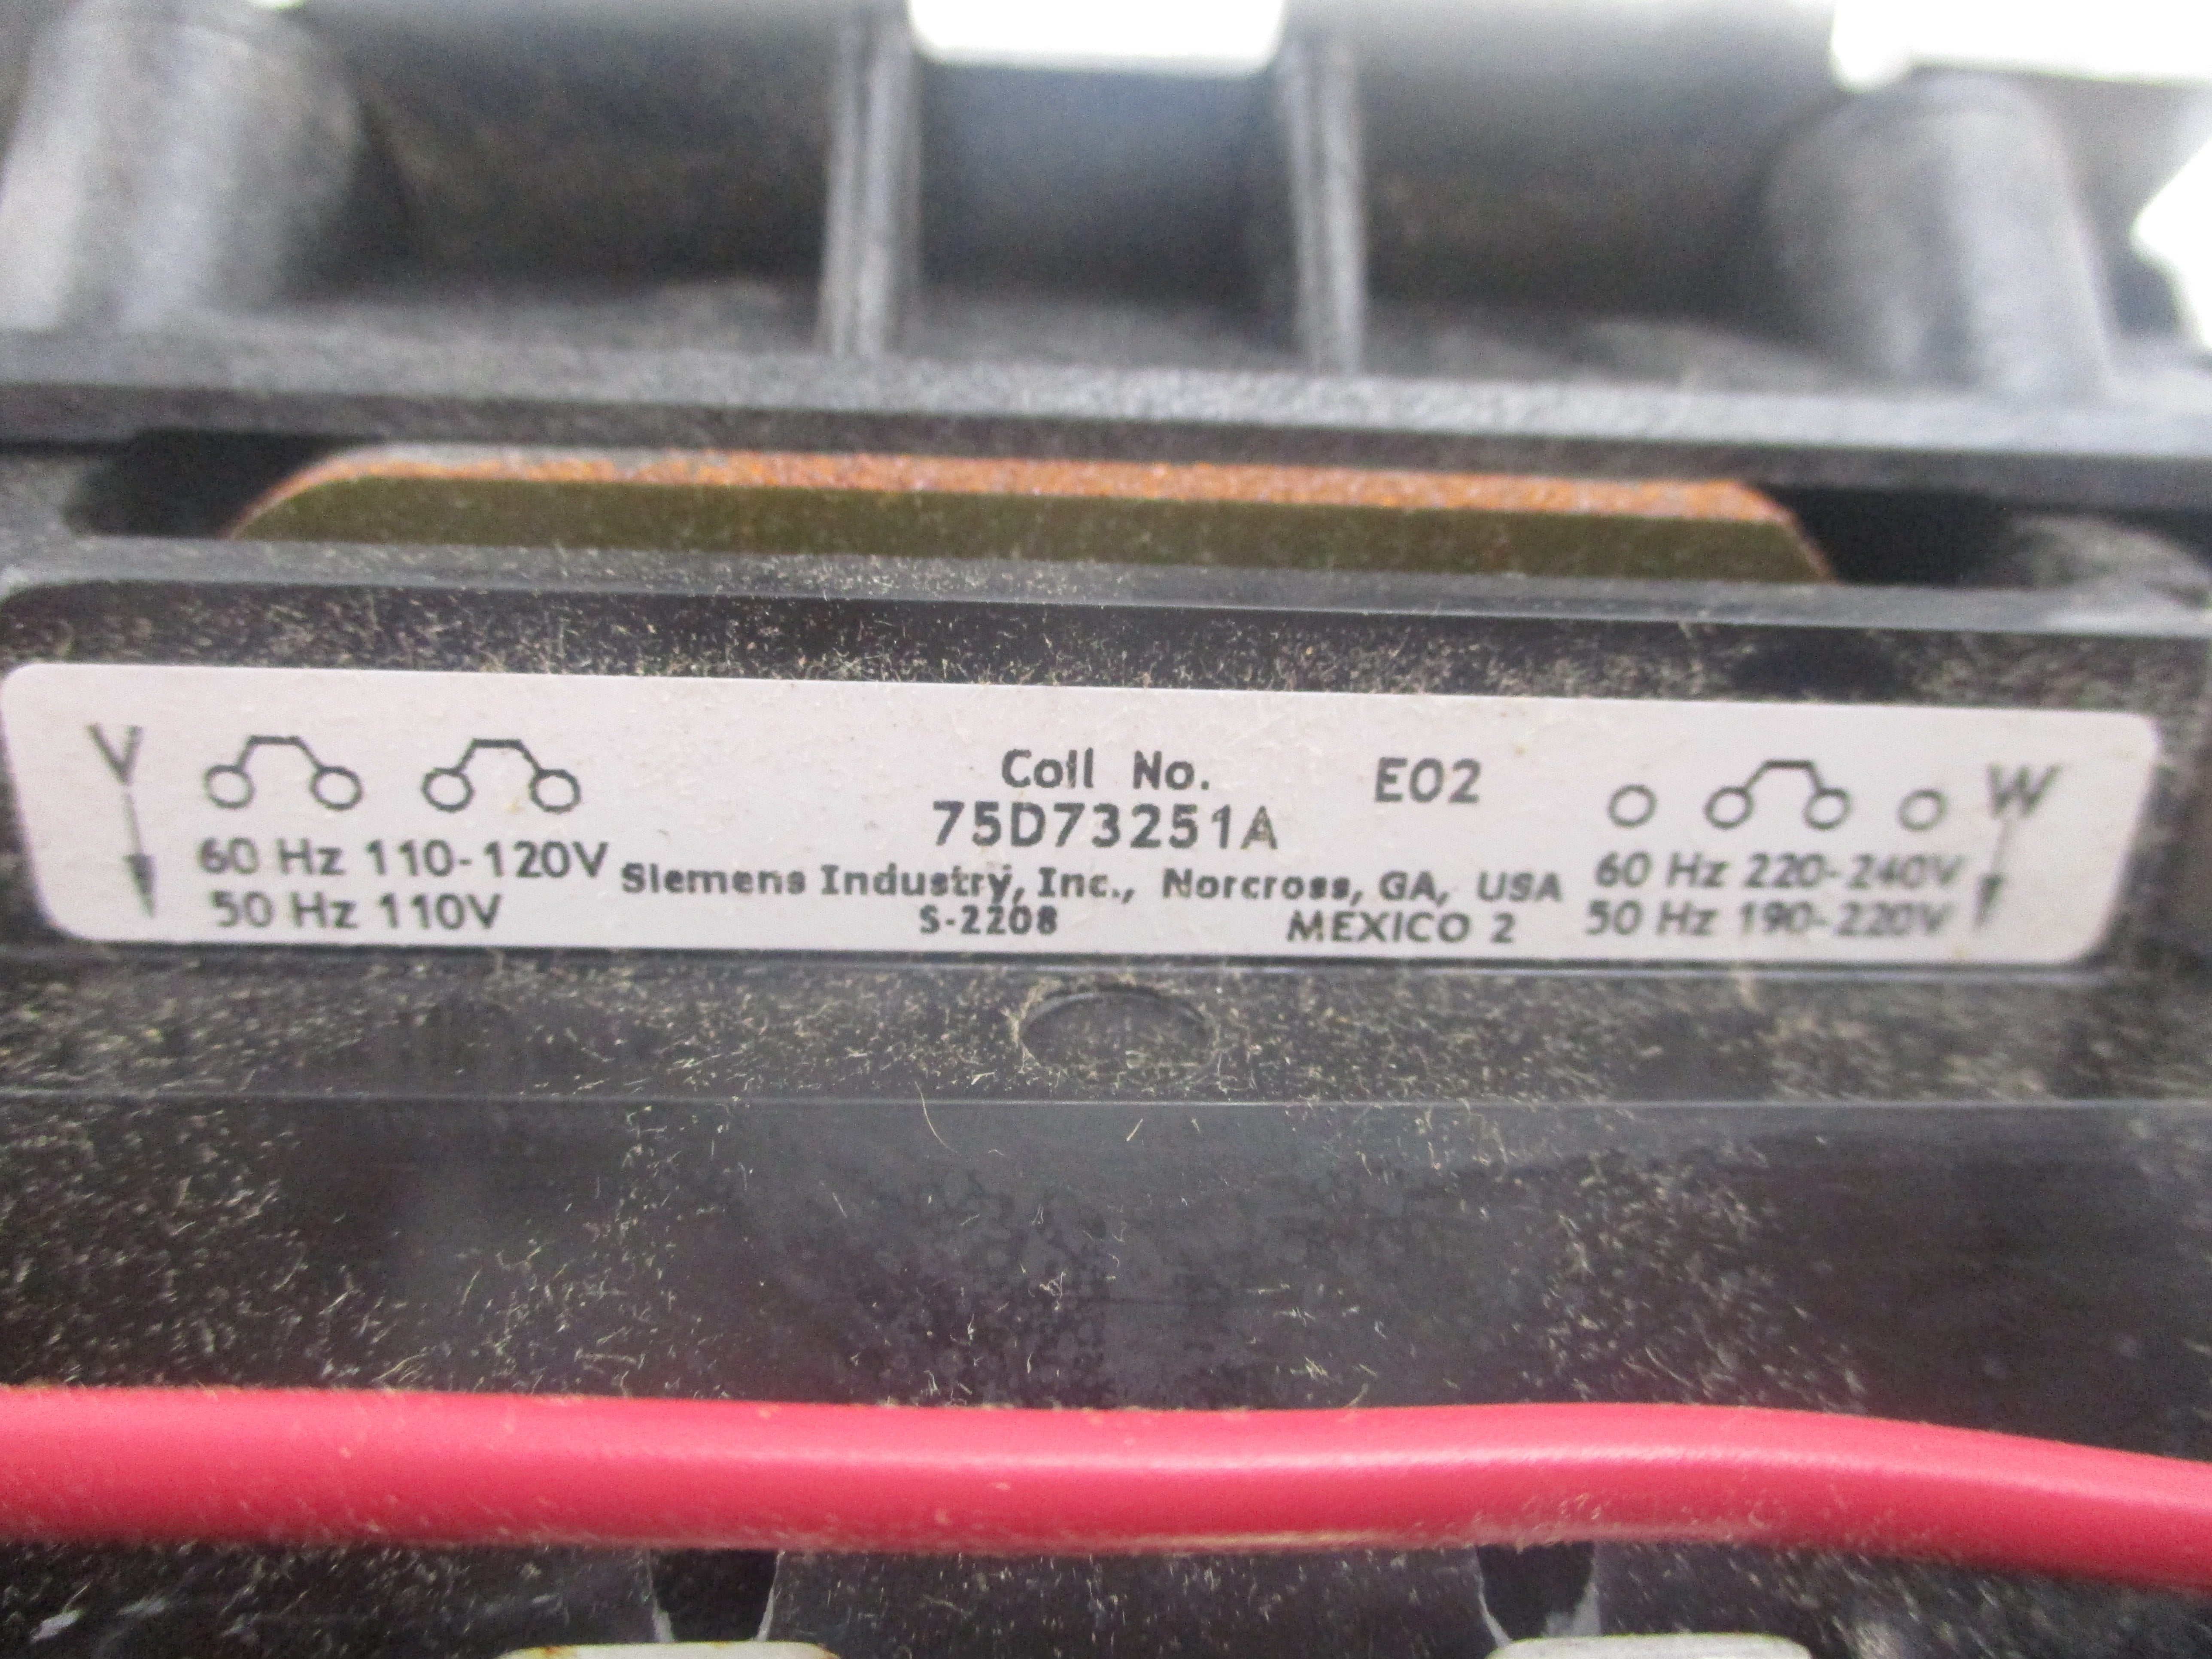 V
60 Hz 110-120V
50 Hz 110V
Coil No. E02
75D73251A
Siemens Industry, Inc., Norcross, GA, USA
S-2208 MEXICO 2
W
60 Hz 220-240V
50 Hz 190-220V